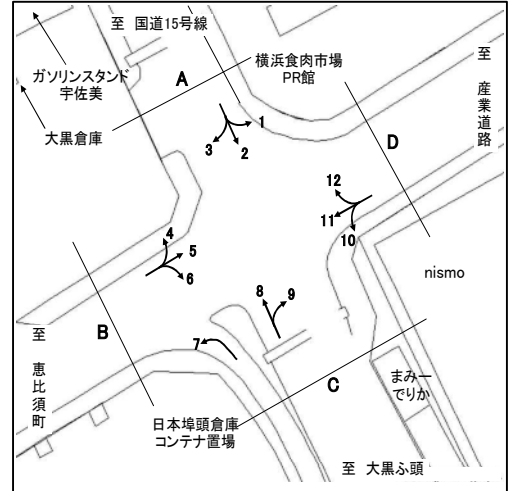 至 国道15号線
ガソリンスタンド
宇佐美
A
横浜食肉市場
PR館
至 産業道路
大黒倉庫
1
2
3
D
12
11
10
4
5
6
nismo
8
9
7
B
至 恵比須町
C
まみー
でりか
日本埠頭倉庫
コンテナ置場
至 大黒ふ頭